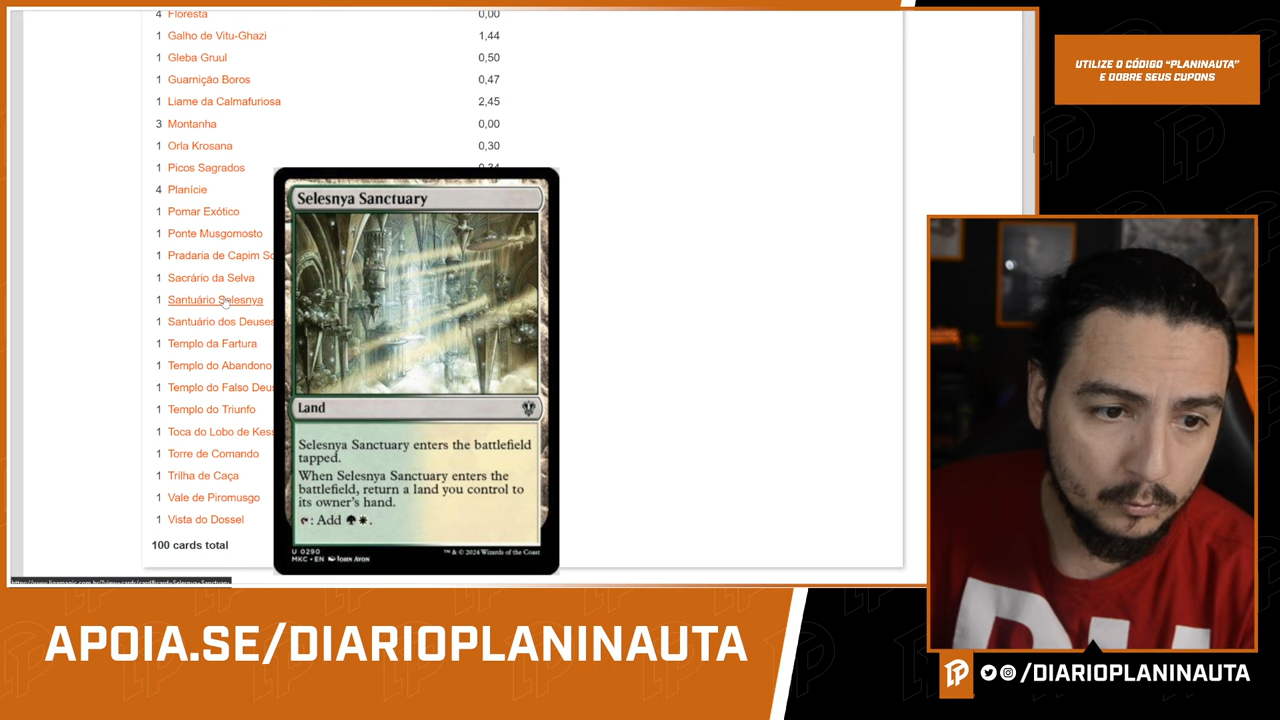 4 Floresta 0,00
1 Galho de Vitu-Ghazi 1,44
1 Gleba Gruul 0,50
1 Guarnição Boros 0,47
1 Liame da Calmafuriosa 2,45
3 Montanha 0,00
1 Orla Krosana 0,30
1 Picos Sagrados 0,34
4 Planície
1 Pomar Exótico
1 Ponte Musgomosto
1 Pradaria de Capim
1 Sacrário da Selva
1 Santuário Selesnya
1 Santuário dos Deuses
1 Templo da Fartura
1 Templo do Abandono
1 Templo do Falso Deus
1 Templo do Triunfo
1 Toca do Lobo de Kess
1 Torre de Comando
1 Trilha de Caça
1 Vale de Piromusgo
1 Vista do Dossel
100 cards total
Selesnya Sanctuary
Land
Selesnya Sanctuary enters the battlefield
tapped.
When Selesnya Sanctuary enters the
battlefield, return a land you control to
its owner's hand.
: Add .
U 0290
MKC • EN John Avon
™ & © 2024 Wizards of the Coast
UTILIZE O CÓDIGO "PLANINAUTA"
E DOBRE SEUS CUPONS
APOIA.SE/DIARIOPLANINAUTA
/DIARIOPLANINAUTA